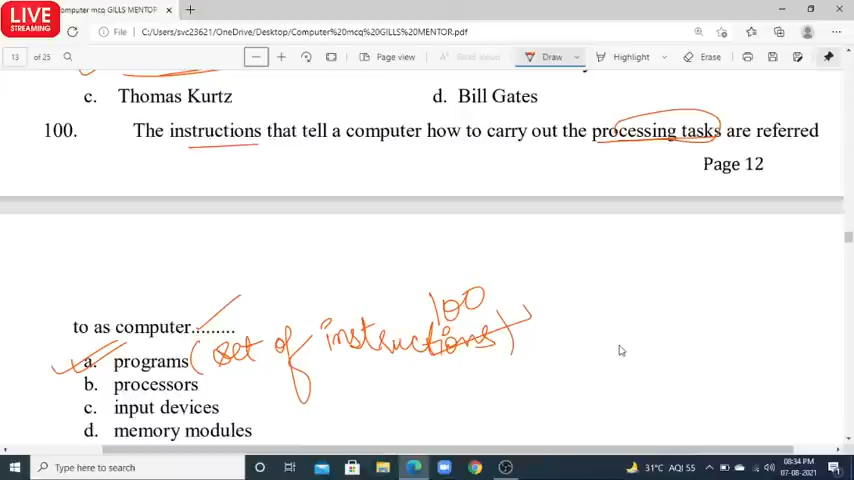 LIVE
STREAMING
Computer mcq GILLS MENTOR.pdf
File
C:/Users/svc23621/OneDrive/Desktop/Computer%20mcq%20GILLS%20MENTOR.pdf
13 of 25
Page view
Read aloud
Draw
Highlight
Erase
c. Thomas Kurtz d. Bill Gates
100. The instructions that tell a computer how to carry out the processing tasks are referred
Page 12
100
to as computer.........
a. programs (set of instructions)
b. processors
c. input devices
d. memory modules
Type here to search
31°C AQI 55
08:34 PM
07-08-2021